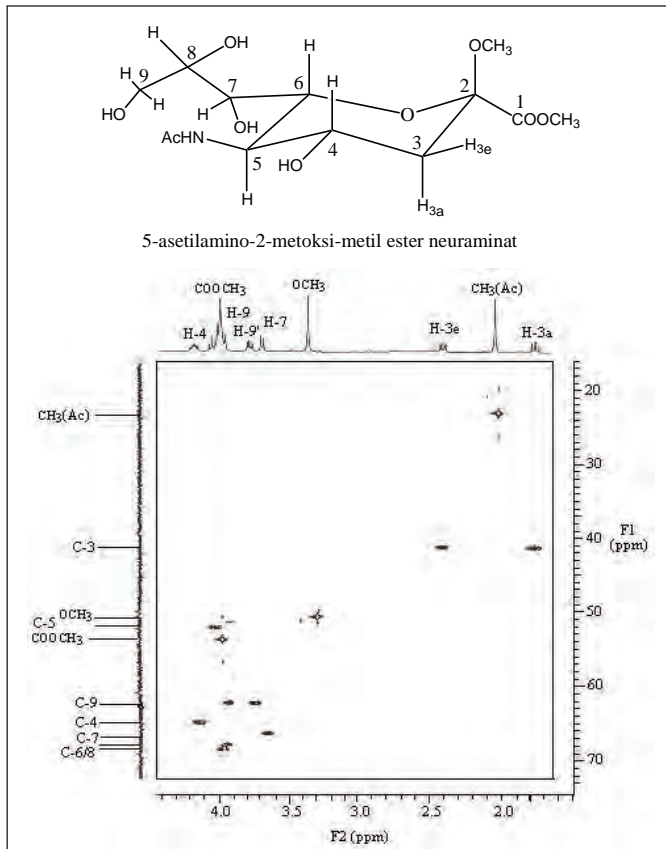 H
OH
8
H
OCH3
9
H
7
6
H
2
1
H
HO
H
OH
O
COOCH3
AcHN
3
5
HO
4
H3e
H
H3a
5-asetilamino-2-metoksi-metil ester neuraminat
COOCH3
OCH3
CH3(Ac)
H-9
H-4
H-9'
H-7
H-3e
H-3a
CH3(Ac)
C-3
OCH3
C-5
COOCH3
C-9
C-4
C-7
C-6/8
20
30
40
F1
(ppm)
50
60
70
4.0
3.5
3.0
2.5
2.0
F2 (ppm)